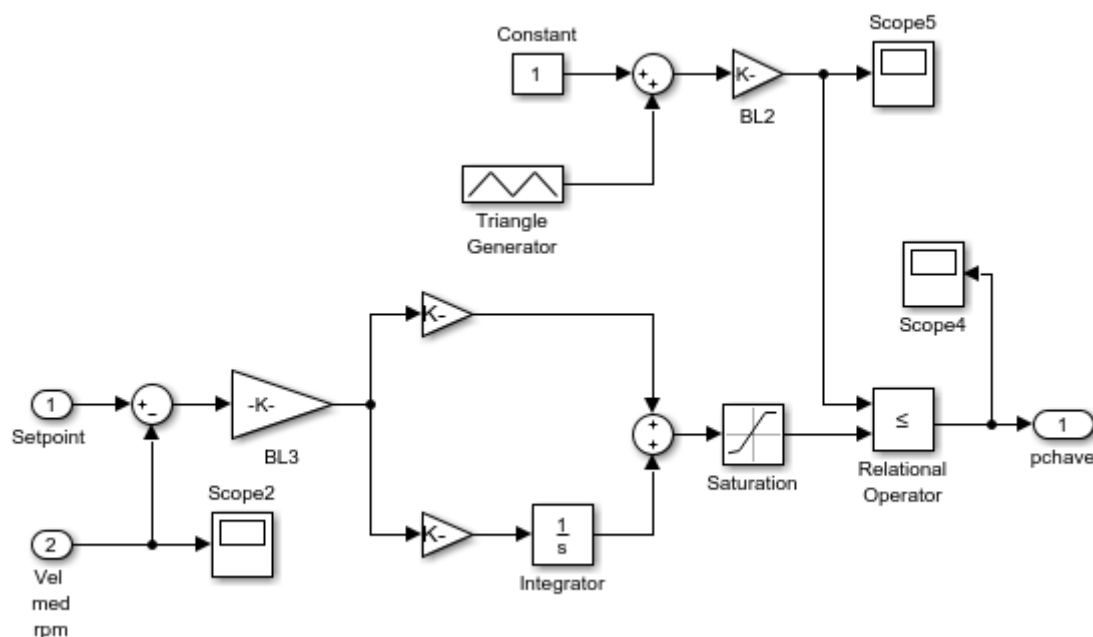 Constant
1
+
+
K-
BL2
Scope5
Triangle
Generator
Scope4
K-
1
Setpoint
+
−
-K-
BL3
+
+
Saturation
≤
Relational
Operator
1
pchave
Scope2
2
Vel
med
rpm
K-
1
s
Integrator